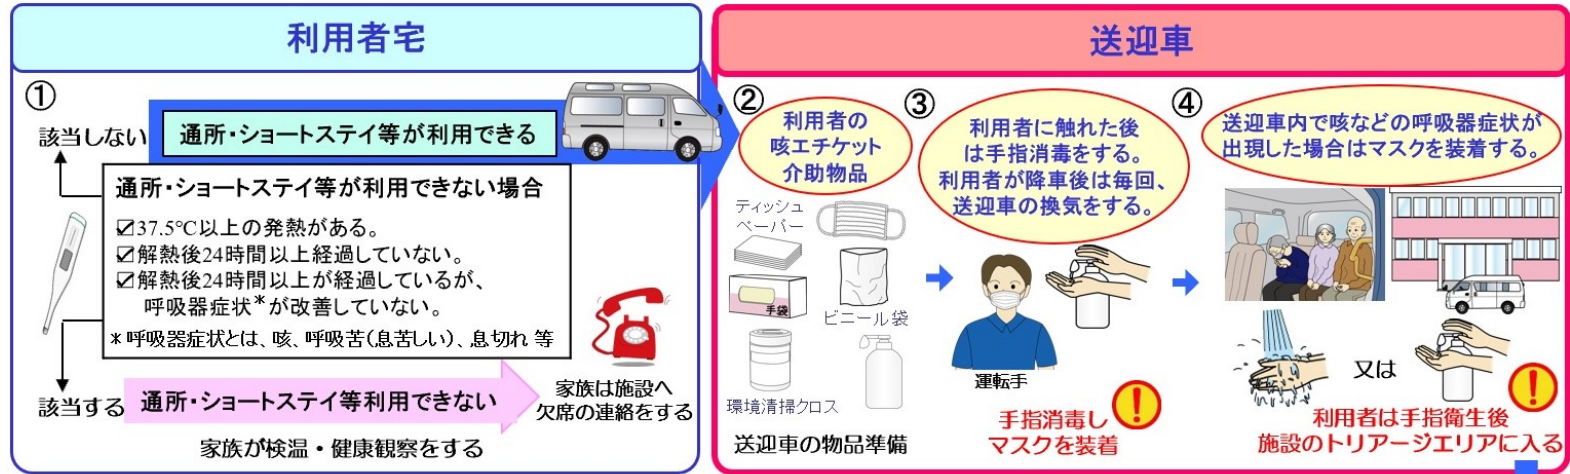 利用者宅
①
該当しない
通所・ショートステイ等が利用できる
通所・ショートステイ等が利用できない場合
☑37.5℃以上の発熱がある。
☑解熱後24時間以上経過していない。
☑解熱後24時間以上が経過しているが、
呼吸器症状*が改善していない。
*呼吸器症状とは、咳、呼吸苦(息苦しい)、息切れ 等
該当する
通所・ショートステイ等利用できない
家族は施設へ
欠席の連絡をする
家族が検温・健康観察をする
送迎車
②
利用者の
咳エチケット
介助物品
ティッシュ
ペーパー
手袋
ビニール袋
環境清掃クロス
送迎車の物品準備
③
利用者に触れた後
は手指消毒をする。
利用者が降車後は毎回、
送迎車の換気をする。
運転手
手指消毒し
マスクを装着
④
送迎車内で咳などの呼吸器症状が
出現した場合はマスクを装着する。
又は
利用者は手指衛生後
施設のトリアージエリアに入る